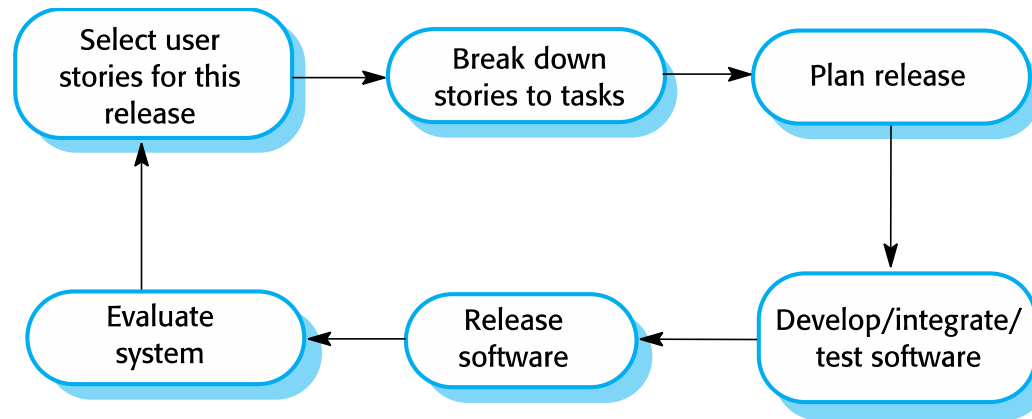 Select user
stories for this
release
Break down
stories to tasks
Plan release
Evaluate
system
Release
software
Develop/integrate/
test software